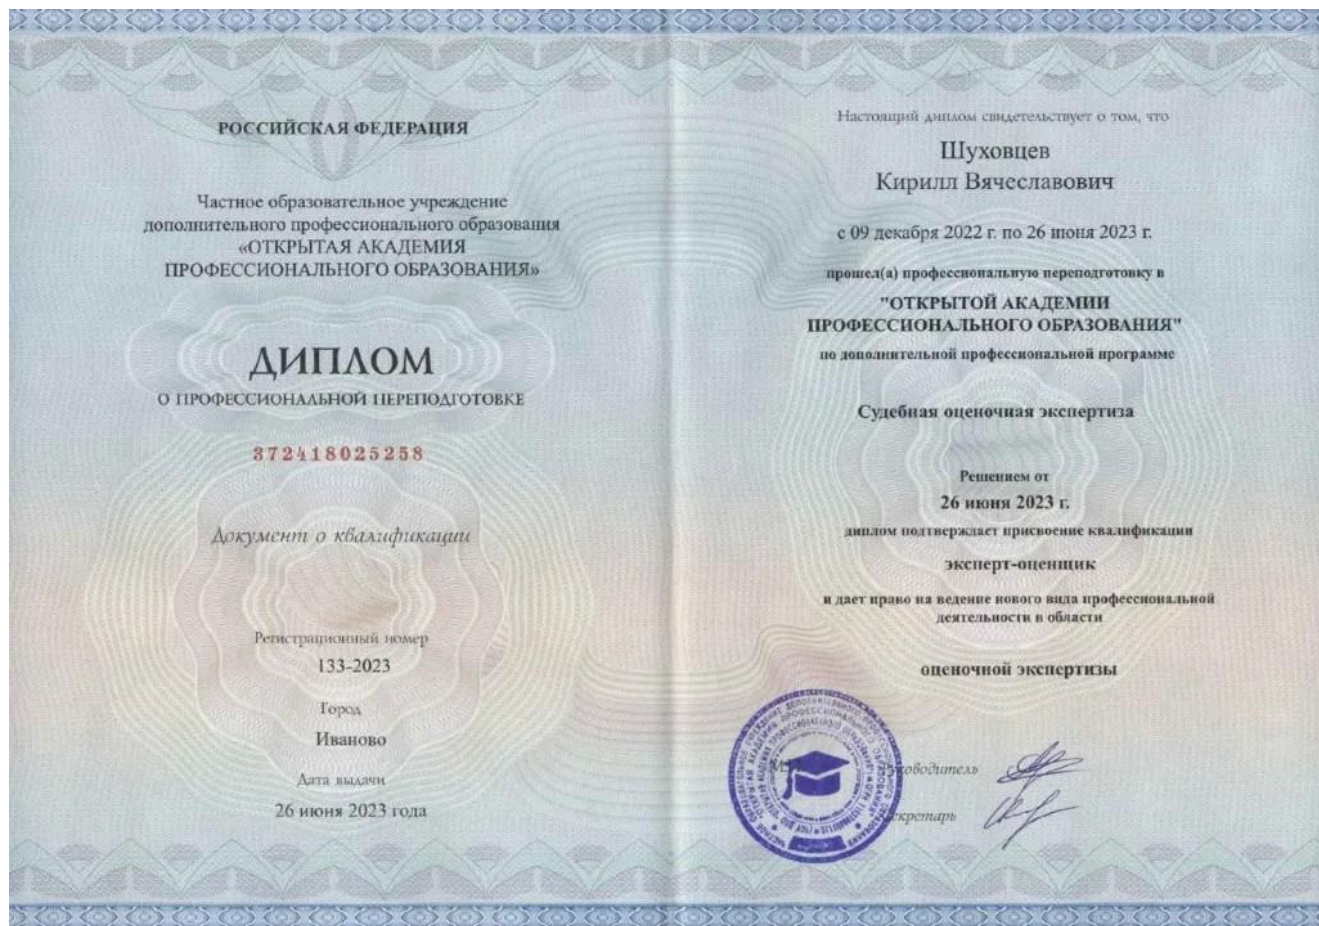 РОССИЙСКАЯ ФЕДЕРАЦИЯ
Частное образовательное учреждение
дополнительного профессионального образования
«ОТКРЫТАЯ АКАДЕМИЯ
ПРОФЕССИОНАЛЬНОГО ОБРАЗОВАНИЯ»
ДИПЛОМ
О ПРОФЕССИОНАЛЬНОЙ ПЕРЕПОДГОТОВКЕ
372418025258
Документ о квалификации
Регистрационный номер
133-2023
Город
Иваново
Дата выдачи
26 июня 2023 года
Настоящий диплом свидетельствует о том, что
Шуховцев
Кирилл Вячеславович
с 09 декабря 2022 г. по 26 июня 2023 г.
прошел(а) профессиональную переподготовку в
"ОТКРЫТОЙ АКАДЕМИИ
ПРОФЕССИОНАЛЬНОГО ОБРАЗОВАНИЯ"
по дополнительной профессиональной программе
Судебная оценочная экспертиза
Решением от
26 июня 2023 г.
диплом подтверждает присвоение квалификации
эксперт-оценщик
и дает право на ведение нового вида профессиональной
деятельности в области
оценочной экспертизы
Руководитель
Секретарь